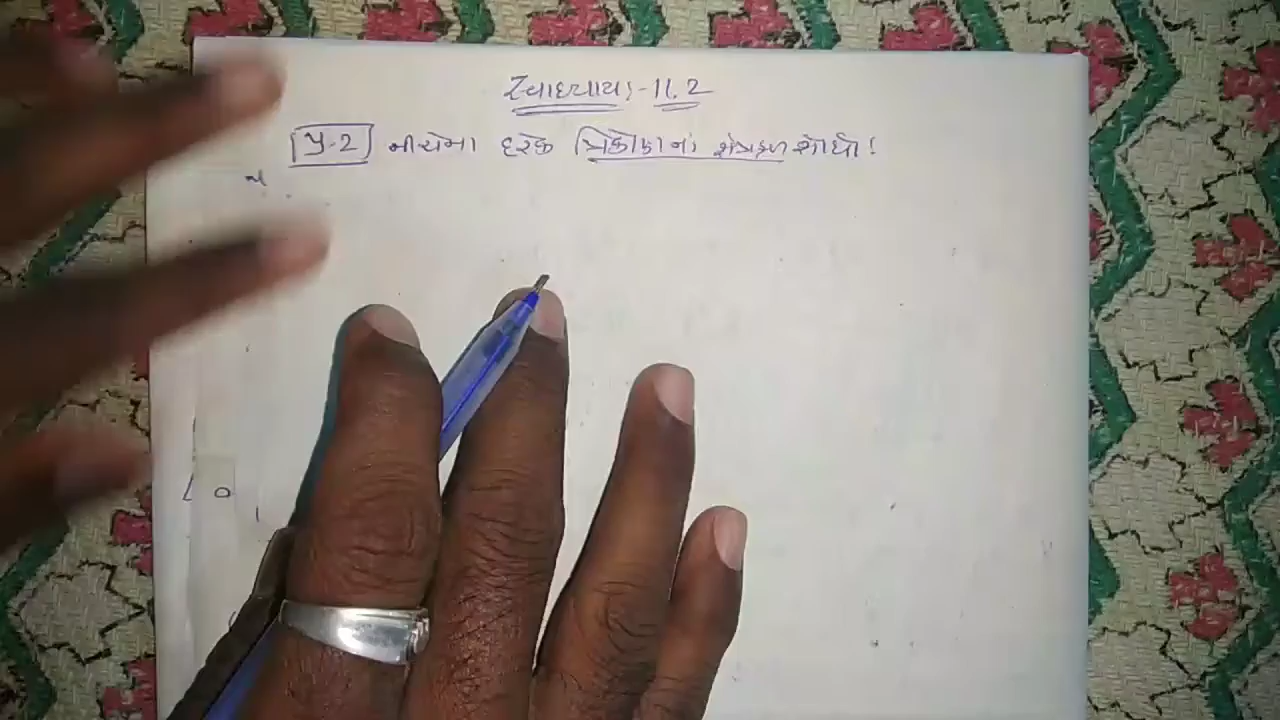 સ્વાધ્યાય:- 11.2
પ્ર-2 નીચેના દરેક ત્રિકોણનાં ક્ષેત્રફળ શોધો!